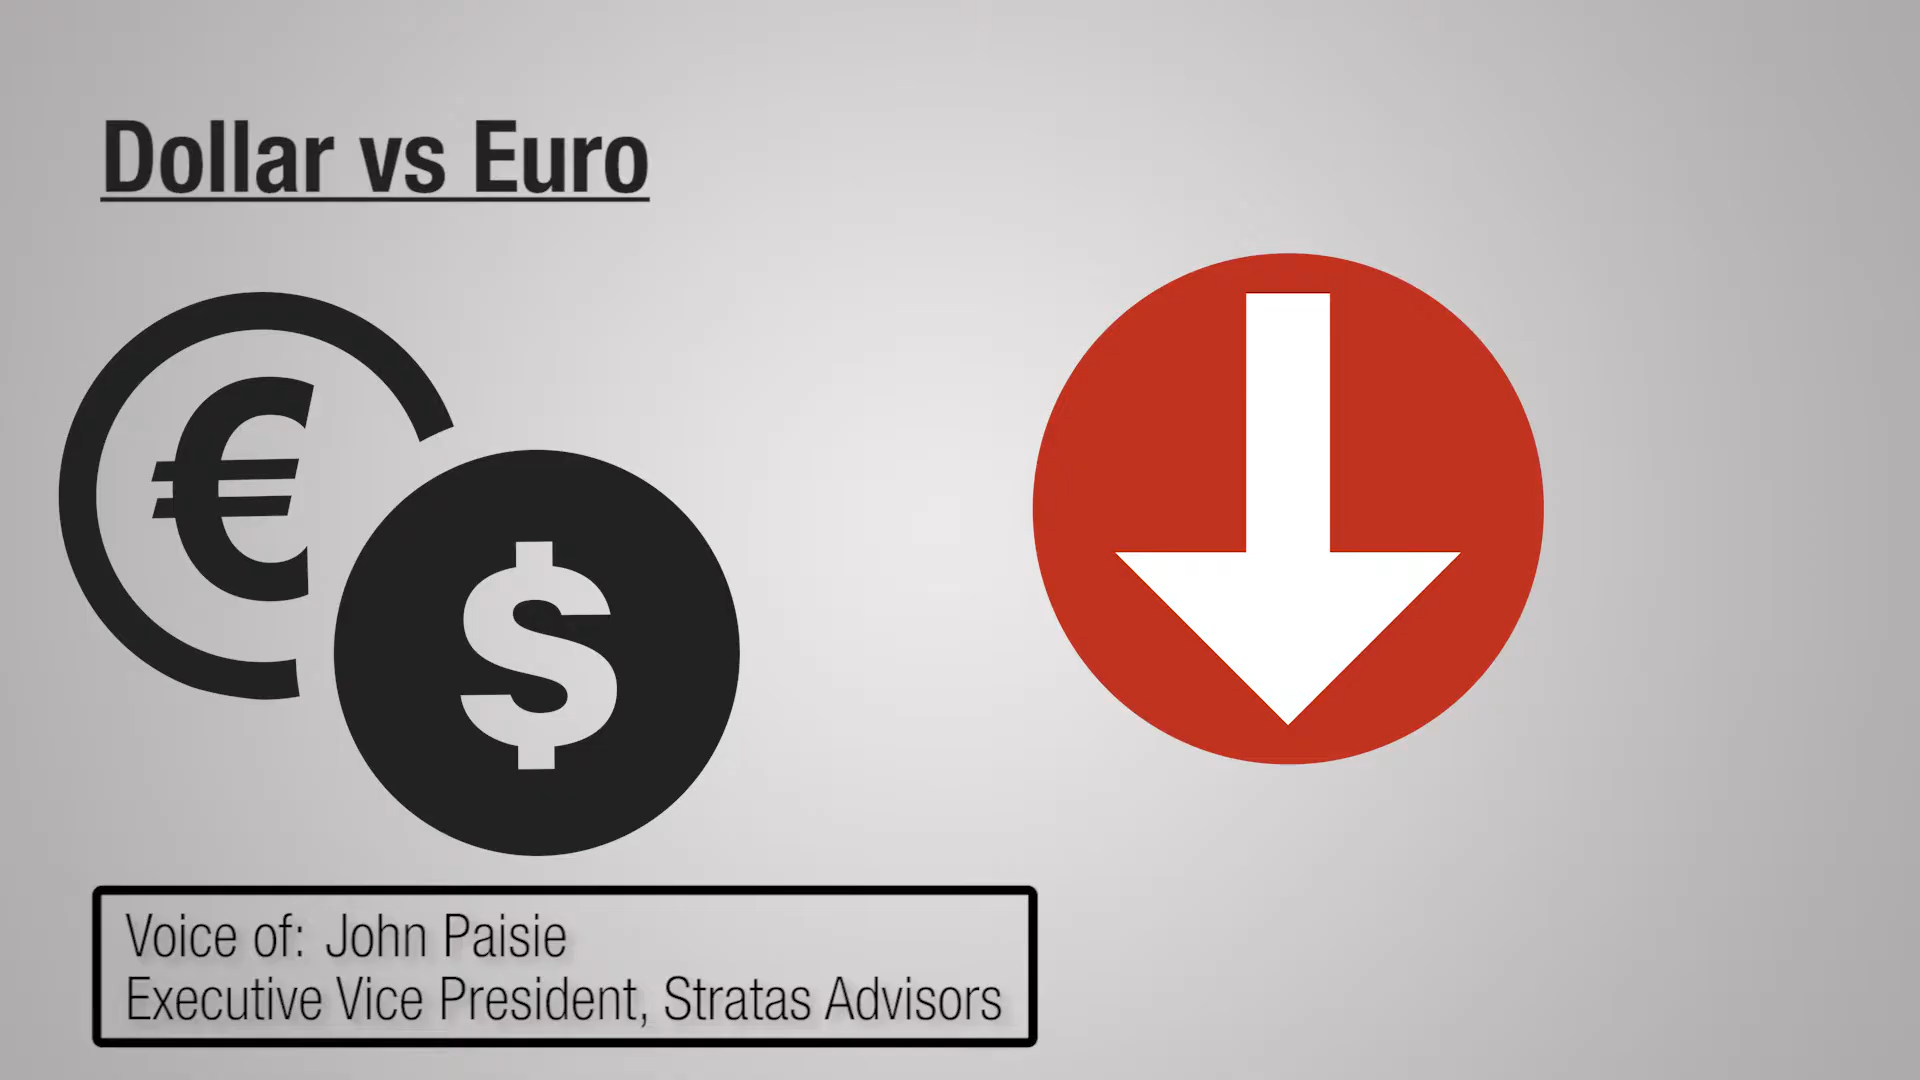 Dollar vs Euro
€
$
Voice of: John Paisie
Executive Vice President, Stratas Advisors